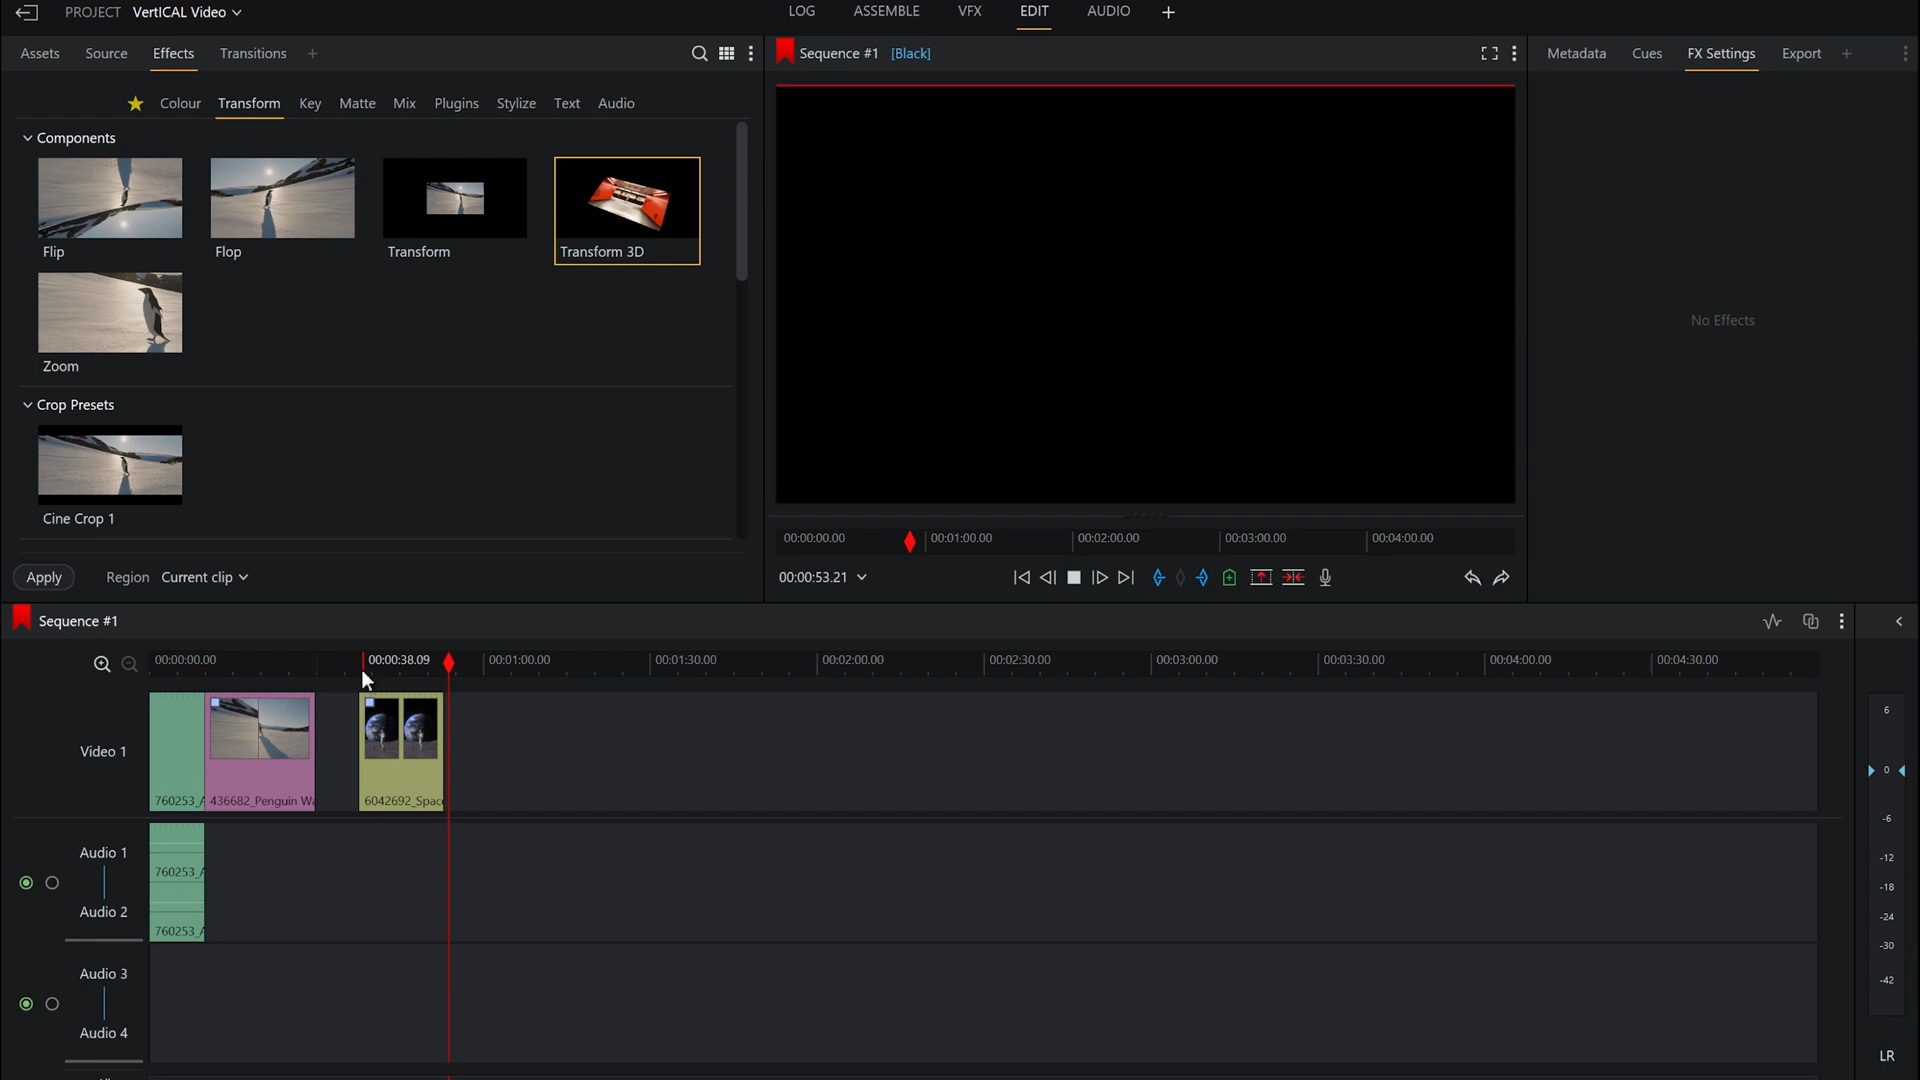 PROJECT VertICAL Video
LOG ASSEMBLE VFX EDIT AUDIO +
Assets Source Effects Transitions +
Sequence #1 [Black]
Metadata Cues FX Settings Export +
Colour Transform Key Matte Mix Plugins Stylize Text Audio
Components
Flip Flop Transform Transform 3D
Zoom
Crop Presets
Cine Crop 1
Apply Region Current clip
No Effects
00:00:00.00 00:01:00.00 00:02:00.00 00:03:00.00 00:04:00.00
00:00:53.21
Sequence #1
00:00:00.00 00:00:38.09 00:01:00.00 00:01:30.00 00:02:00.00 00:02:30.00 00:03:00.00 00:03:30.00 00:04:00.00 00:04:30.00
Video 1
760253_A 436682_Penguin Wa 6042692_Spac
Audio 1
760253_A
Audio 2
760253_A
Audio 3
Audio 4
6
0
-6
-12
-18
-24
-30
-42
LR